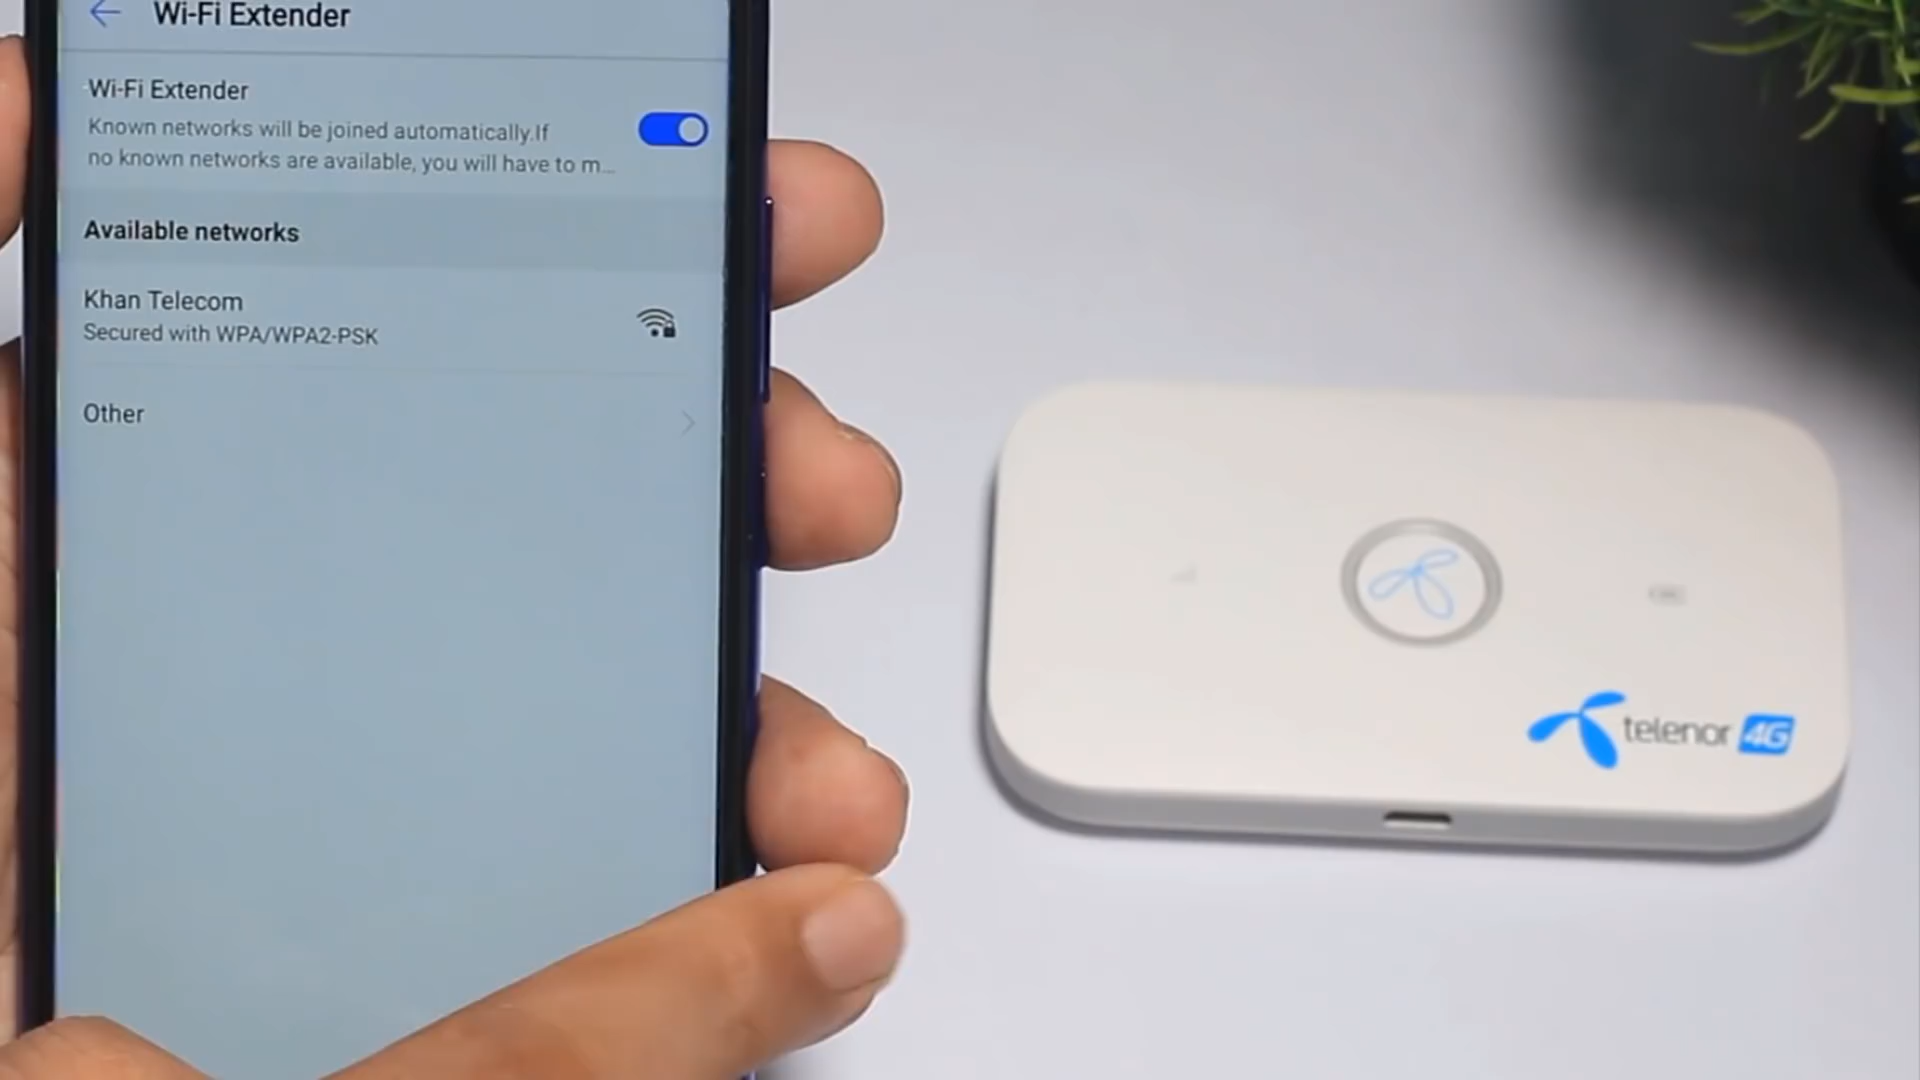 Wi-Fi Extender
Wi-Fi Extender
Known networks will be joined automatically.If
no known networks are available, you will have to m...
Available networks
Khan Telecom
Secured with WPA/WPA2-PSK
Other
telenor 4G